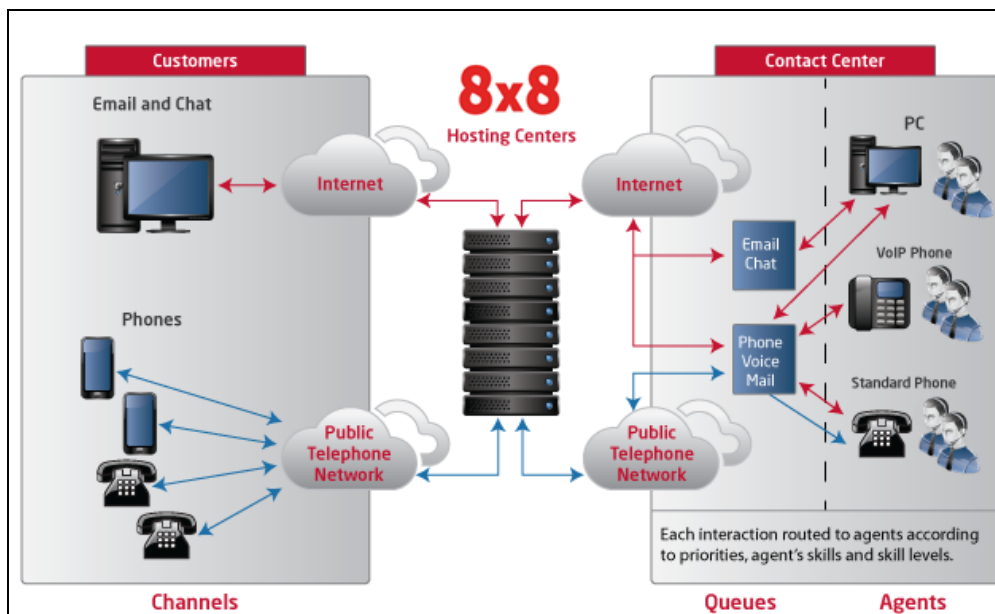 Customers
Email and Chat
Internet
Phones
Public
Telephone
Network
Channels
8x8
Hosting Centers
Contact Center
Internet
PC
Email
Chat
VoIP Phone
Phone
Voice
Mail
Standard Phone
Public
Telephone
Network
Each interaction routed to agents according
to priorities, agent's skills and skill levels.
Queues
Agents